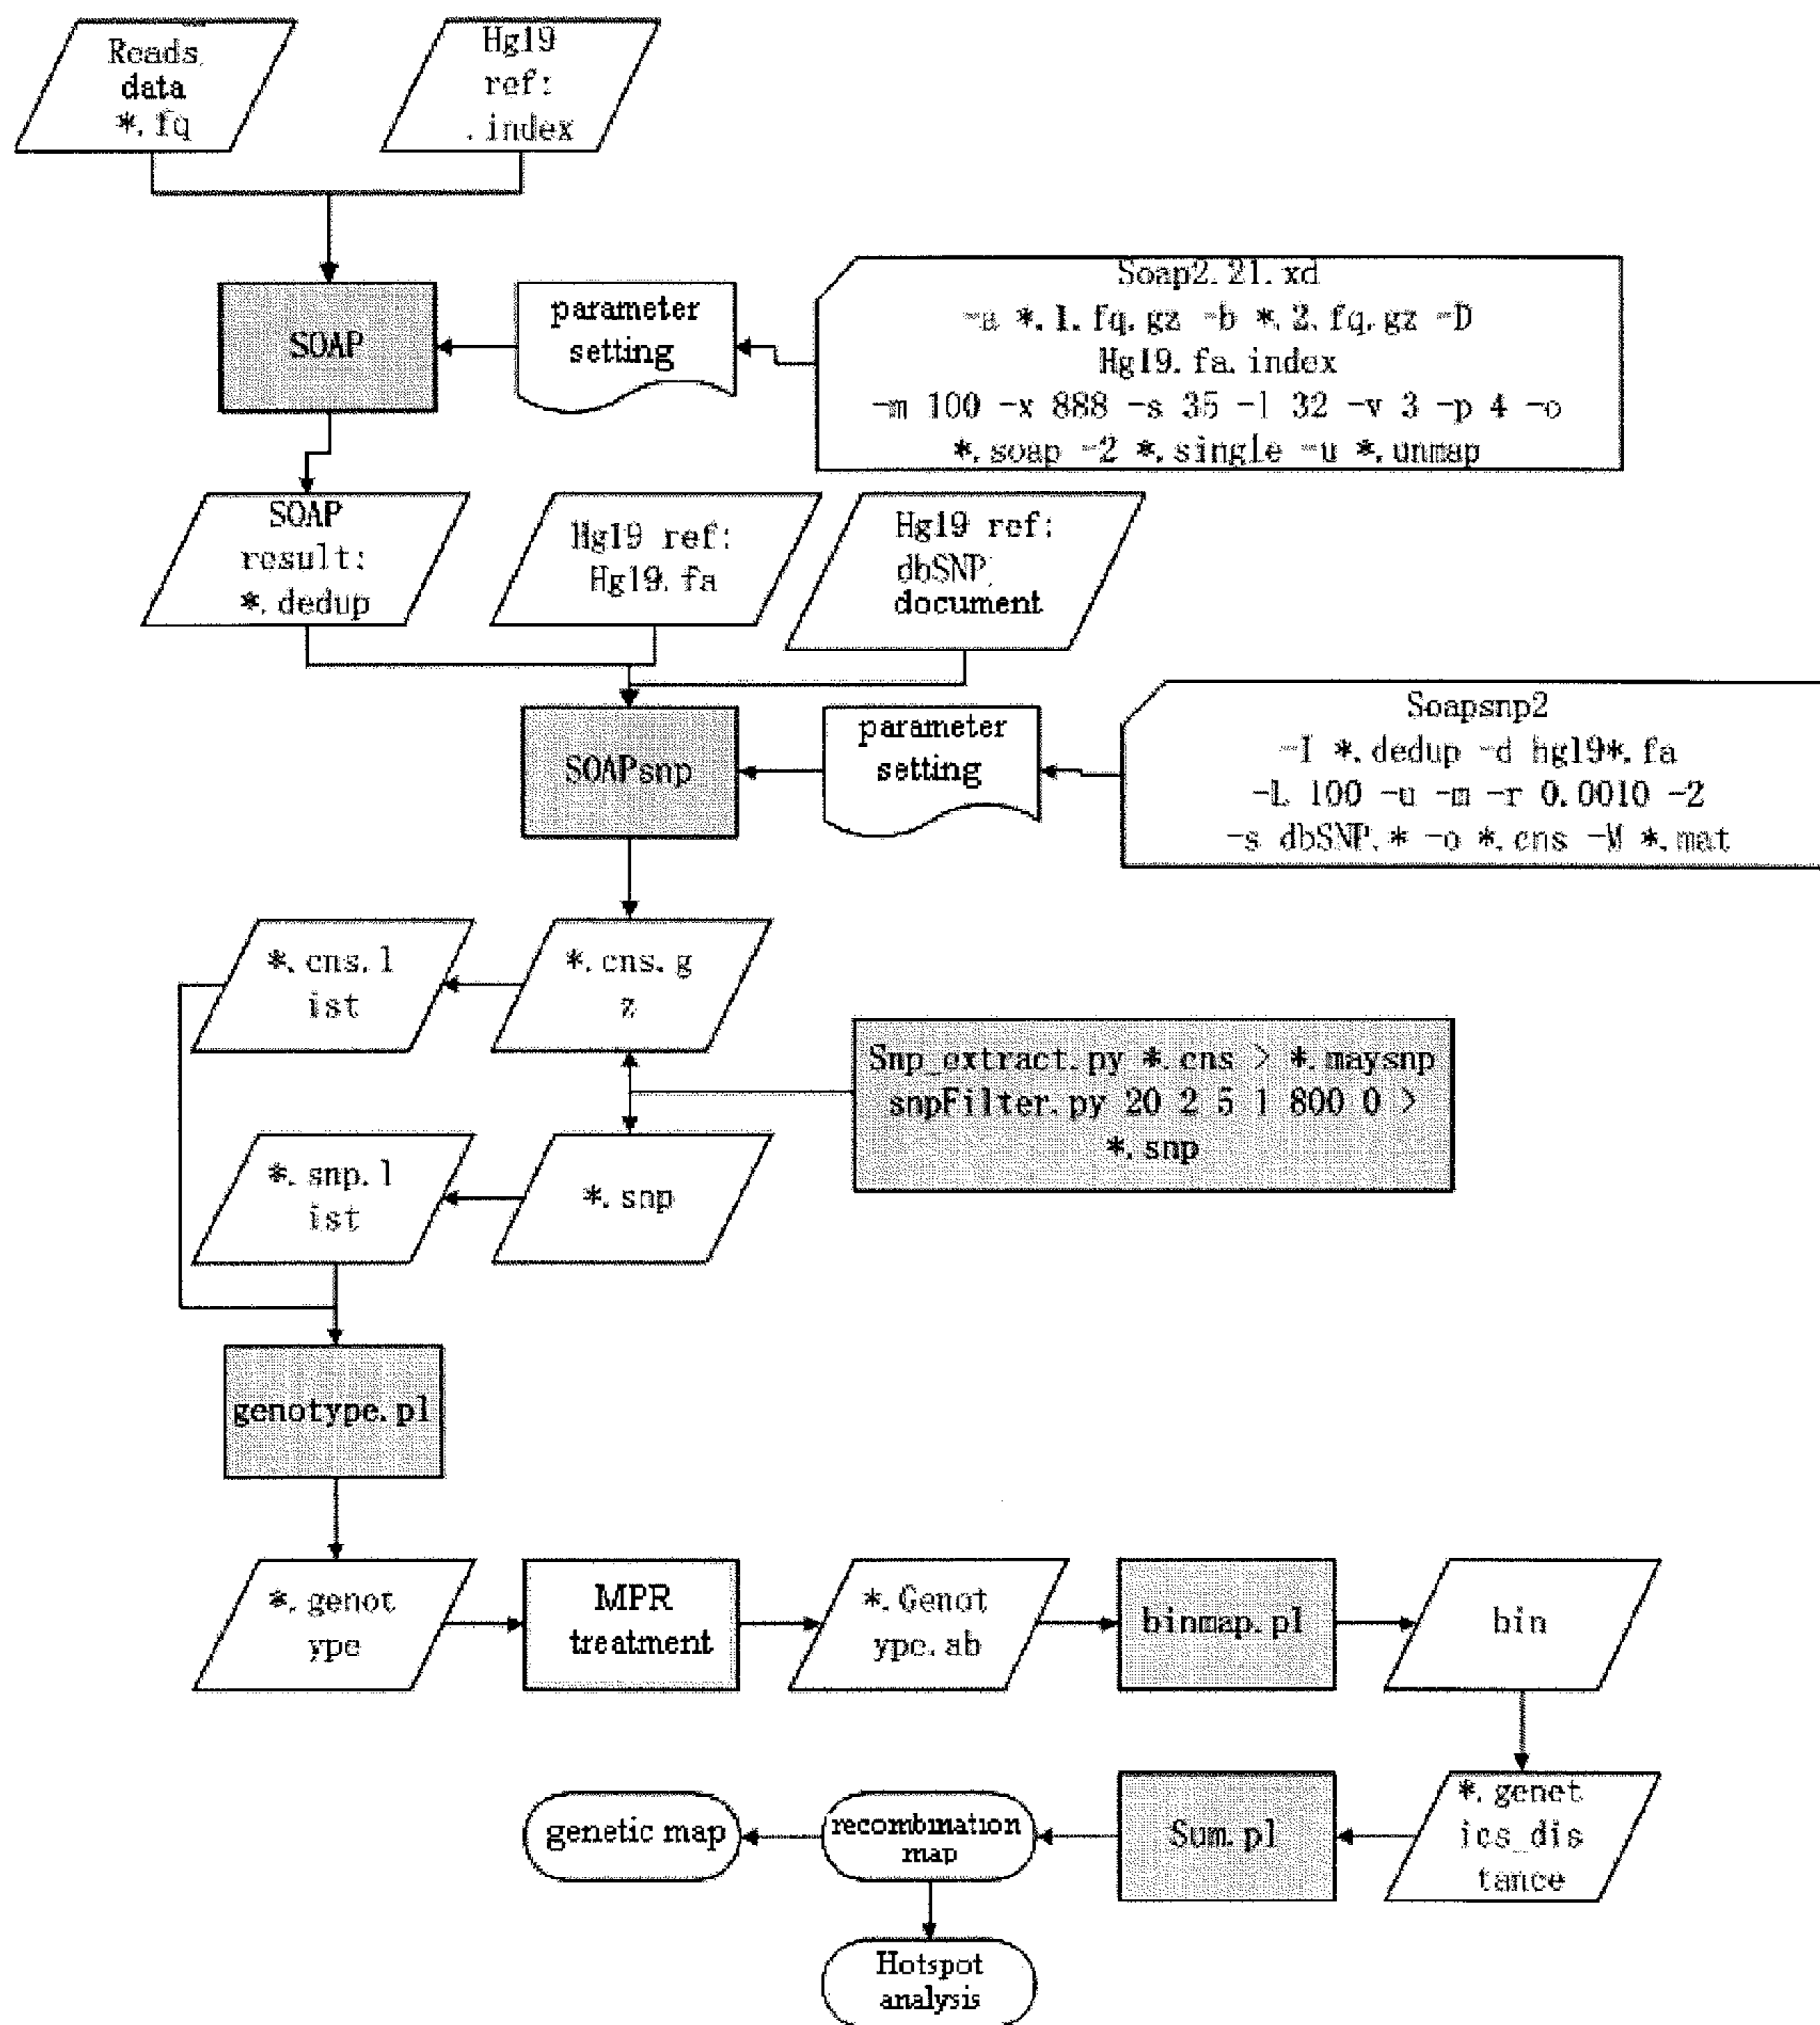 Reads
data
*.fq
Hg19
ref:
.index
SOAP
parameter
setting
Soap2.21.xd
-a *.1.fq.gz -b *.2.fq.gz -D
Hg19.fa.index
-m 100 -x 888 -s 35 -l 32 -v 3 -p 4 -o
*.soap -2 *.single -u *.unmap
SOAP
result:
*.dedup
Hg19 ref:
Hg19.fa
Hg19 ref:
dbSNP
document
SOAPsnp
parameter
setting
Soapsnp2
-I *.dedup -d hg19*.fa
-L 100 -u -m -r 0.0010 -2
-s dbSNP.* -o *.cns -M *.mat
*.cns.l
ist
*.cns.g
z
Snp_extract.py *.cns > *.maysnp
snpFilter.py 20 2 5 1 800 0 >
*.snp
*.snp.l
ist
*.snp
genotype.pl
*.genot
ype
MPR
treatment
*.Genot
ype.ab
binmap.pl
bin
genetic map
recombination
map
Sum.pl
*.genet
ics_dis
tance
Hotspot
analysis